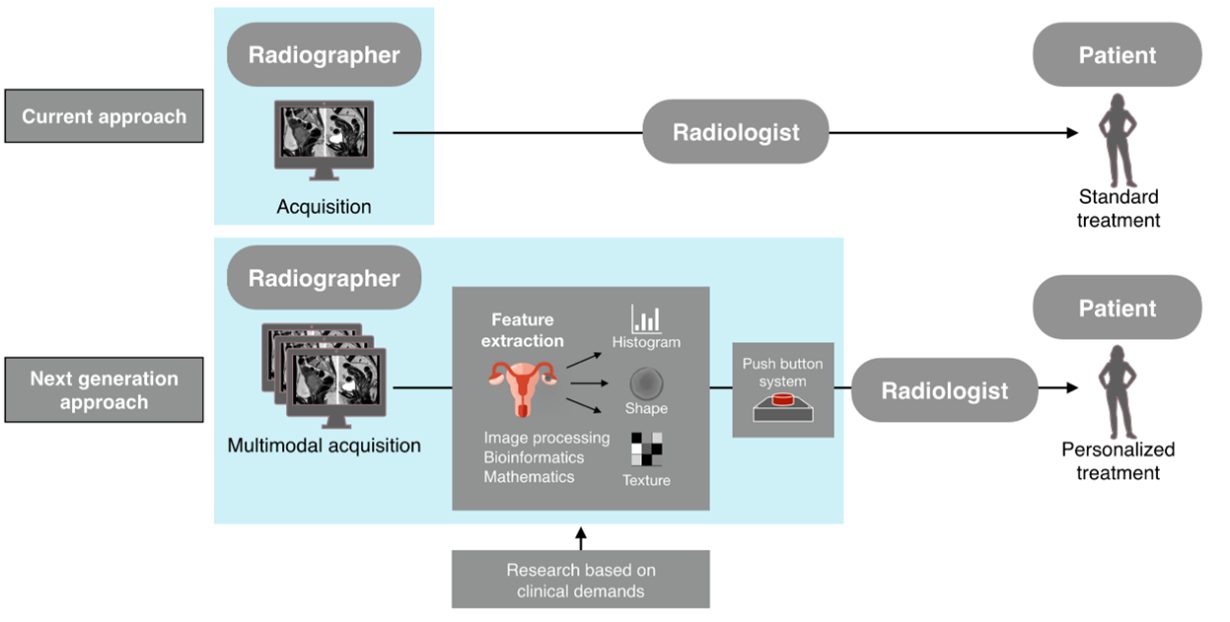 Radiographer
Patient
Current approach
Radiologist
Acquisition
Standard
treatment
Radiographer
Patient
Feature
extraction
Histogram
Next generation
approach
Push button
system
Radiologist
Shape
Multimodal acquisition
Image processing
Bioinformatics
Mathematics
Texture
Personalized
treatment
Research based on
clinical demands